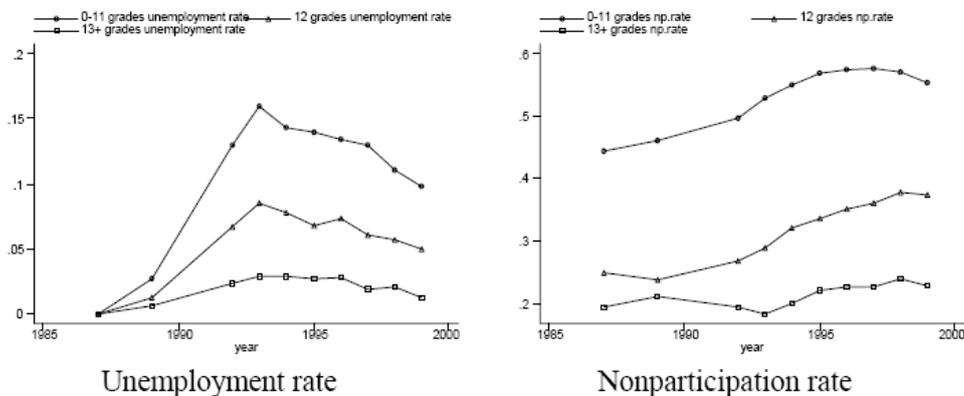 0-11 grades unemployment rate 12 grades unemployment rate
13+ grades unemployment rate
.2
.15
.1
.05
0
1985 1990 1995 2000
year
Unemployment rate
0-11 grades np.rate 12 grades np.rate
13+ grades np.rate
.6
.5
.4
.3
.2
1985 1990 1995 2000
year
Nonparticipation rate